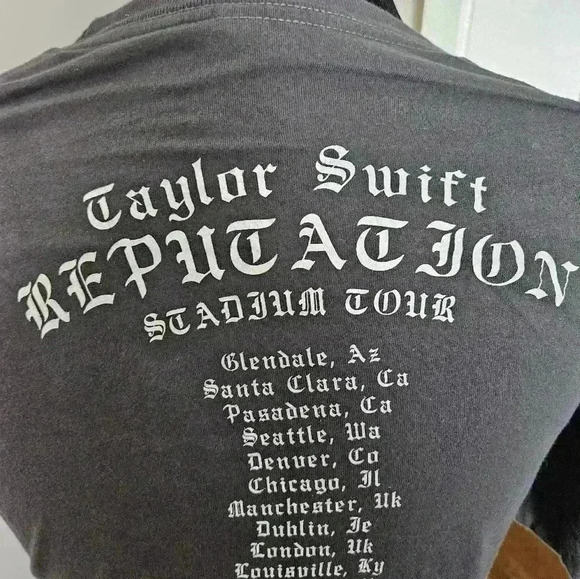 Taylor Swift
REPUTATION
STADIUM TOUR
Glendale, Az
Santa Clara, Ca
Pasadena, Ca
Seattle, Wa
Denver, Co
Chicago, Il
Manchester, Uk
Dublin, Ie
London, Uk
Louisville, Ky